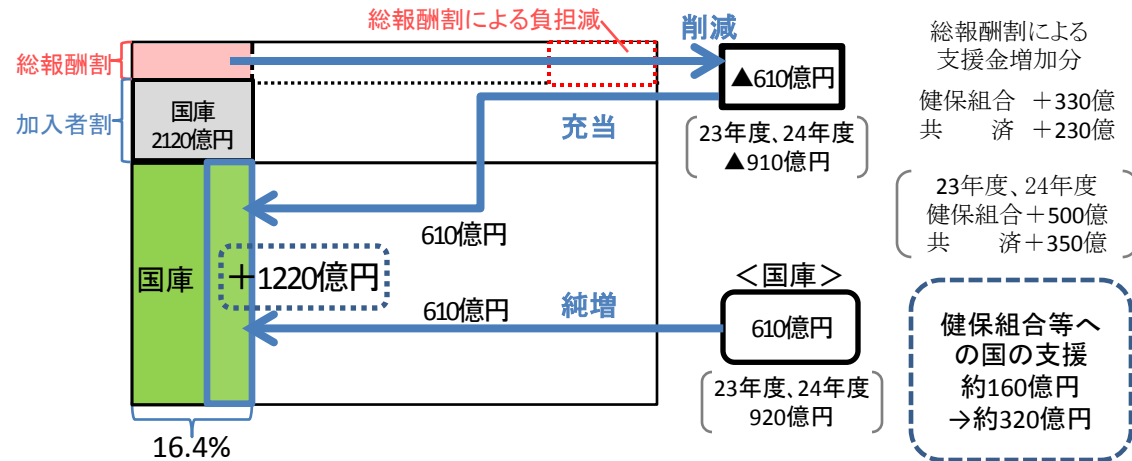 総報酬割による負担減
総報酬割
加入者割
国庫
2120億円
削減
▲610億円
充当
23年度、24年度
▲910億円
610億円
国庫
＋1220億円
610億円
純増
＜国庫＞
610億円
23年度、24年度
920億円
16.4%
総報酬割による
支援金増加分
健保組合 ＋330億
共　　済 ＋230億
23年度、24年度
健保組合＋500億
共　　済＋350億
健保組合等へ
の国の支援
約160億円
→約320億円